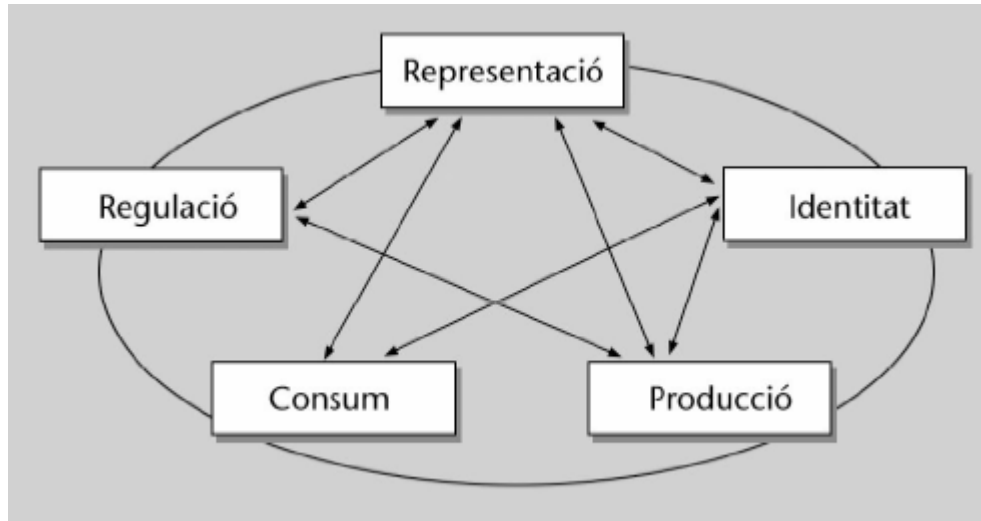 Representació
Regulació
Identitat
Consum
Producció